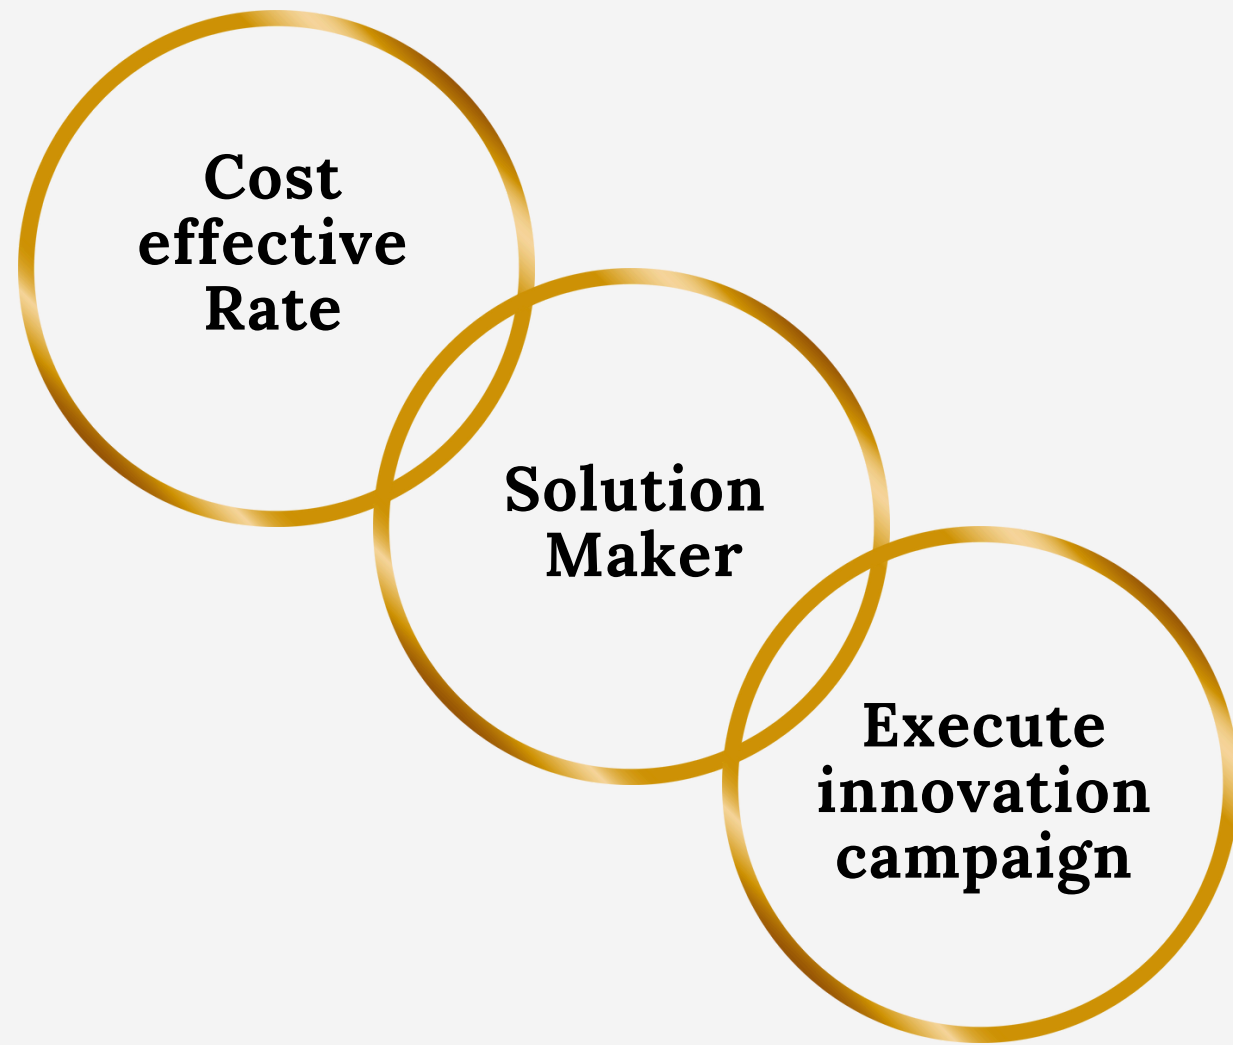 Cost
effective
Rate
Solution
Maker
Execute
innovation
campaign